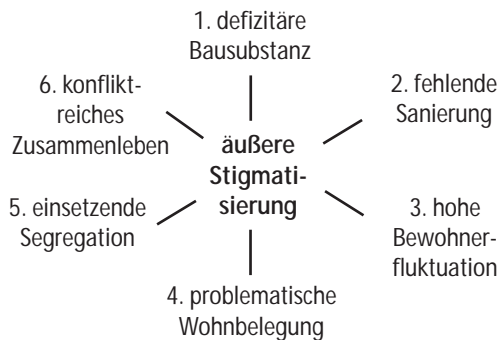 1. defizitäre
Bausubstanz
2. fehlende
Sanierung
3. hohe
Bewohner-
fluktuation
4. problematische
Wohnbelegung
5. einsetzende
Segregation
6. konflikt-
reiches
Zusammenleben
äußere
Stigmati-
sierung